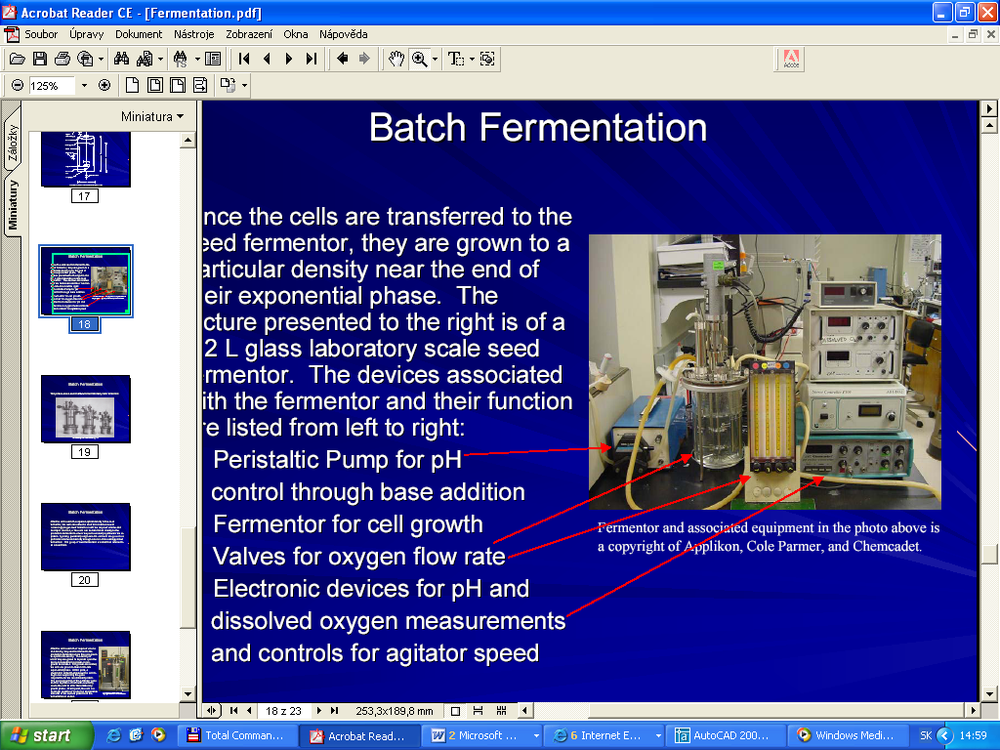 Acrobat Reader CE - [Fermentation.pdf]
Soubor Úpravy Dokument Nástroje Zobrazení Okna Nápověda
Adobe
125%
Miniatura
Záložky
Miniatury
17
18
19
20
Batch Fermentation
nce the cells are transferred to the
eed fermentor, they are grown to a
articular density near the end of
eir exponential phase. The
cture presented to the right is of a
2 L glass laboratory scale seed
ermentor. The devices associated
ith the fermentor and their function
re listed from left to right:
Peristaltic Pump for pH
control through base addition
Fermentor for cell growth
Valves for oxygen flow rate
Electronic devices for pH and
dissolved oxygen measurements
and controls for agitator speed
Fermentor and associated equipment in the photo above is
a copyright of Applikon, Cole Parmer, and Chemcadet.
18 z 23 253,3x189,8 mm
start Total Comman... Acrobat Read... 2 Microsoft ... 6 Internet E... AutoCAD 200... Windows Medi... SK 14:59